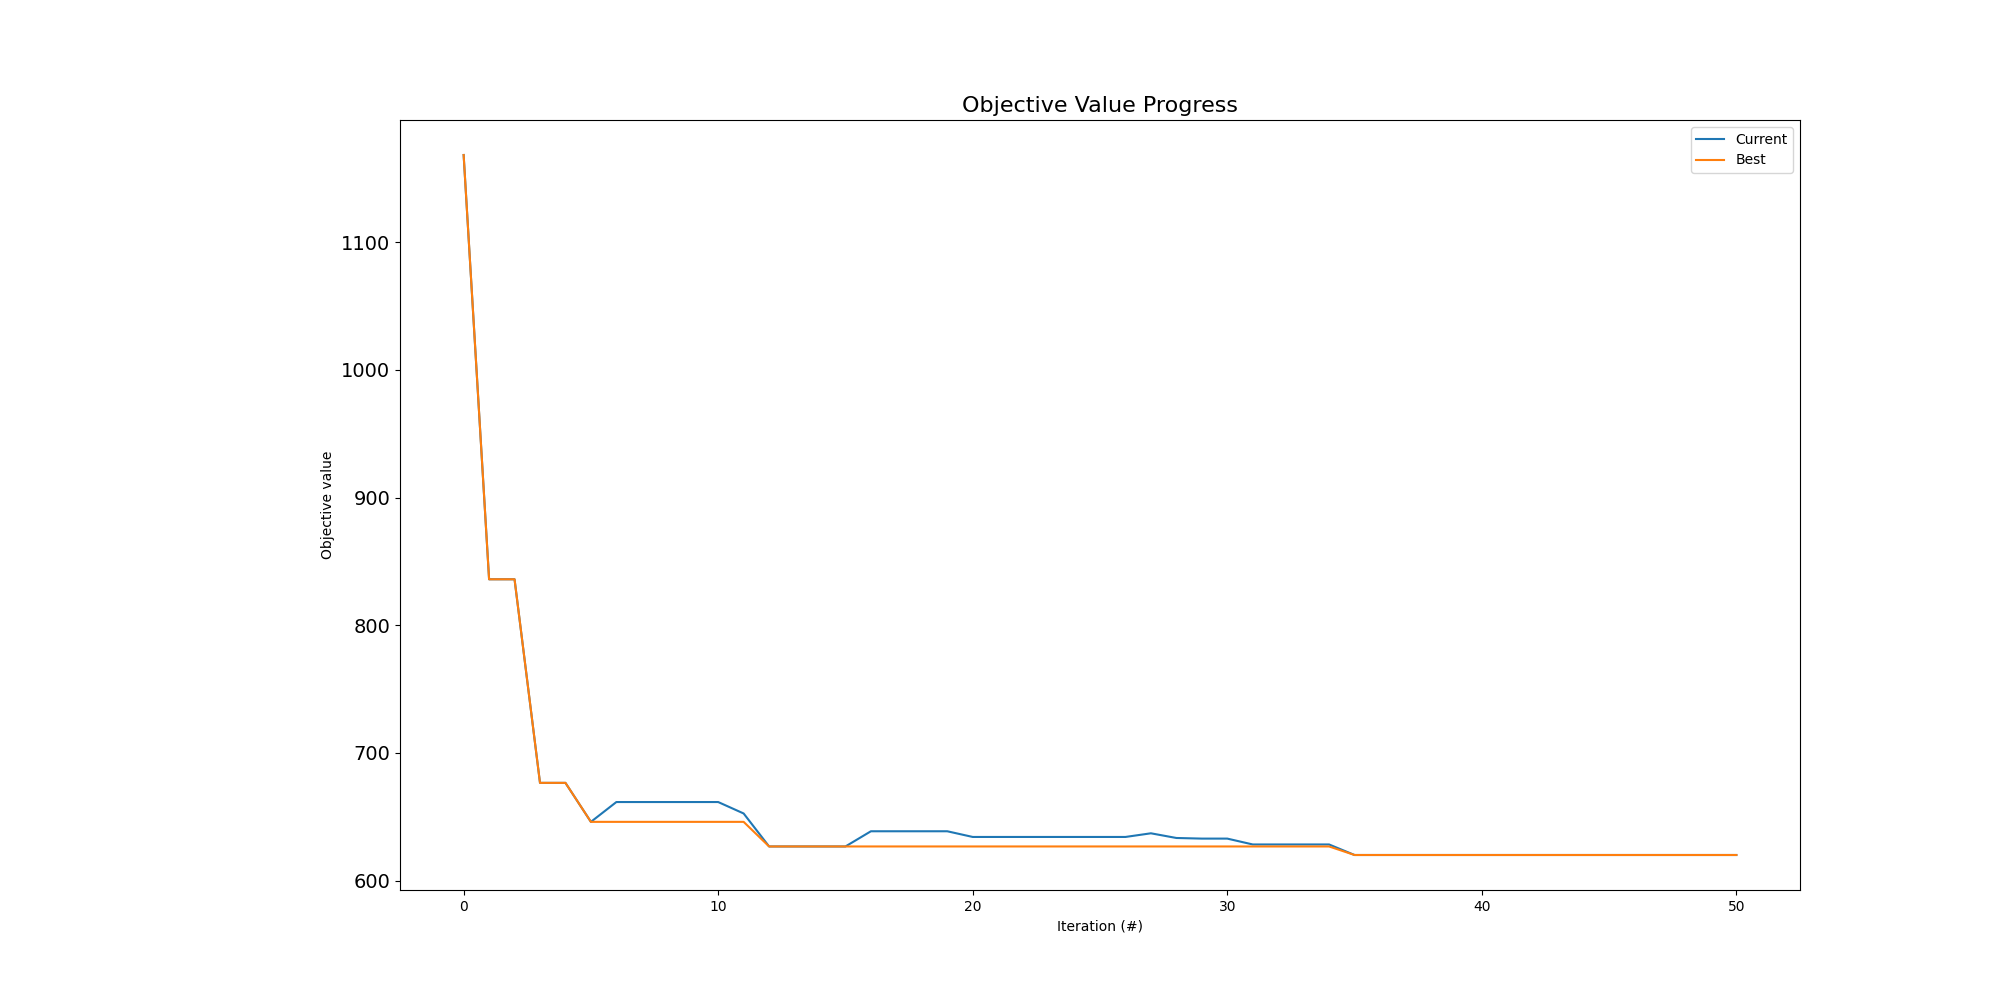 Objective Value Progress
Current
Best
1100
1000
900
800
700
600
Objective value
0 10 20 30 40 50
Iteration (#)